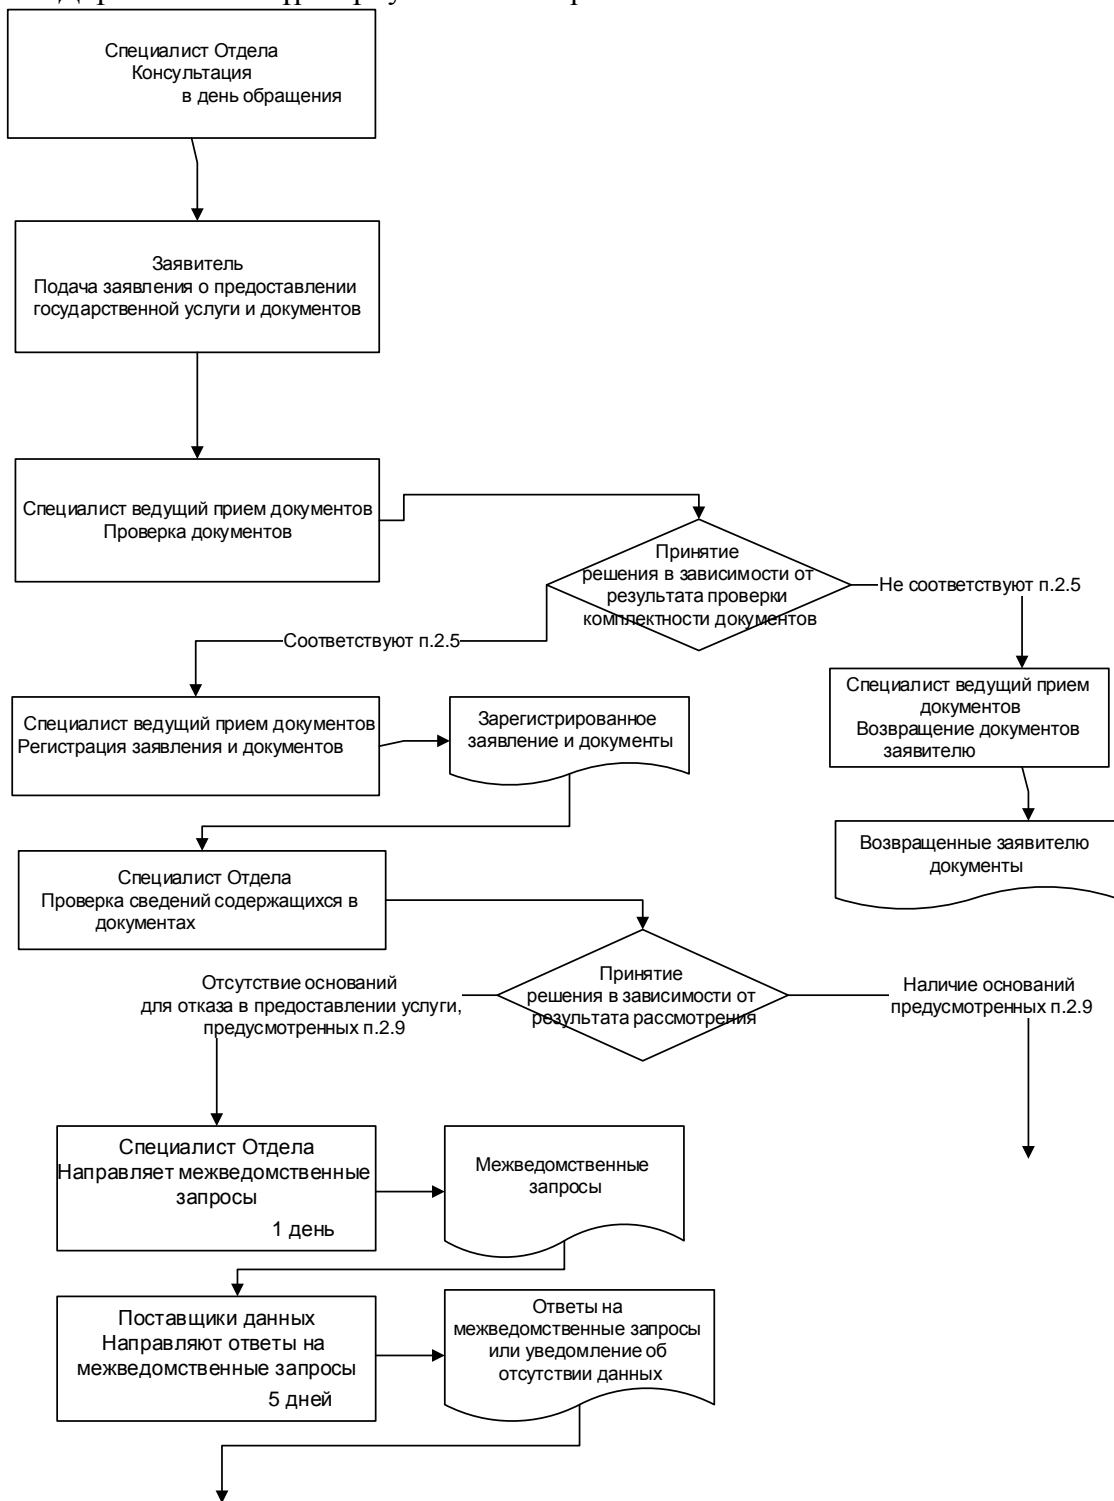 Специалист Отдела
Консультация
в день обращения
Заявитель
Подача заявления о предоставлении
государственной услуги и документов
Специалист ведущий прием документов
Проверка документов
Принятие
решения в зависимости от
результата проверки
комплектности документов
Не соответствуют п.2.5
Соответствуют п.2.5
Специалист ведущий прием
документов
Возвращение документов
заявителю
Специалист ведущий прием документов
Регистрация заявления и документов
Зарегистрированное
заявление и документы
Возвращенные заявителю
документы
Специалист Отдела
Проверка сведений содержащихся в
документах
Принятие
решения в зависимости от
результата рассмотрения
Отсутствие оснований
для отказа в предоставлении услуги,
предусмотренных п.2.9
Наличие оснований
предусмотренных п.2.9
Специалист Отдела
Направляет межведомственные
запросы
1 день
Межведомственные
запросы
Поставщики данных
Направляют ответы на
межведомственные запросы
5 дней
Ответы на
межведомственные запросы
или уведомление об
отсутствии данных